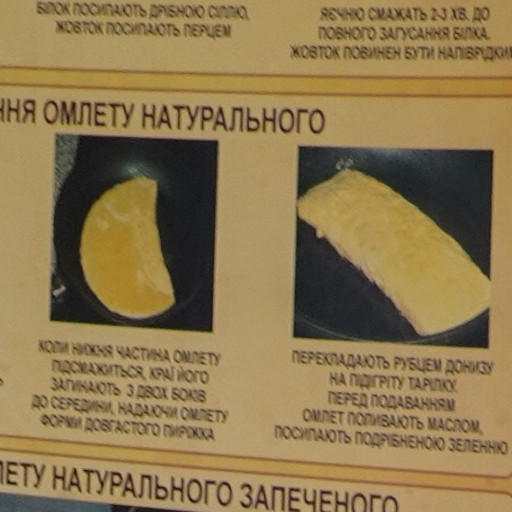 БІЛОК ПОСИПАЮТЬ ДРІБНОЮ СІЛЛЮ,
ЖОВТОК ПОСИПАЮТЬ ПЕРЦЕМ
ЯЄЧНЮ СМАЖАТЬ 2-3 ХВ. ДО
ПОВНОГО ЗАГУСАННЯ БІЛКА.
ЖОВТОК ПОВИНЕН БУТИ НАПІВРІДКИ
ННЯ ОМЛЕТУ НАТУРАЛЬНОГО
КОЛИ НИЖНЯ ЧАСТИНА ОМЛЕТУ
ПІДСМАЖИТЬСЯ, КРАЇ ЙОГО
ЗАГИНАЮТЬ З ДВОХ БОКІВ
ДО СЕРЕДИНИ, НАДАЮЧИ ОМЛЕТУ
ФОРМИ ДОВГАСТОГО ПИРІЖКА
ПЕРЕКЛАДАЮТЬ РУБЦЕМ ДОНИЗУ
НА ПІДІГРІТУ ТАРІЛКУ.
ПЕРЕД ПОДАВАННЯМ
ОМЛЕТ ПОЛИВАЮТЬ МАСЛОМ,
ПОСИПАЮТЬ ПОДРІБНЕНОЮ ЗЕЛЕННЮ
ЛЕТУ НАТУРАЛЬНОГО ЗАПЕЧЕНОГО